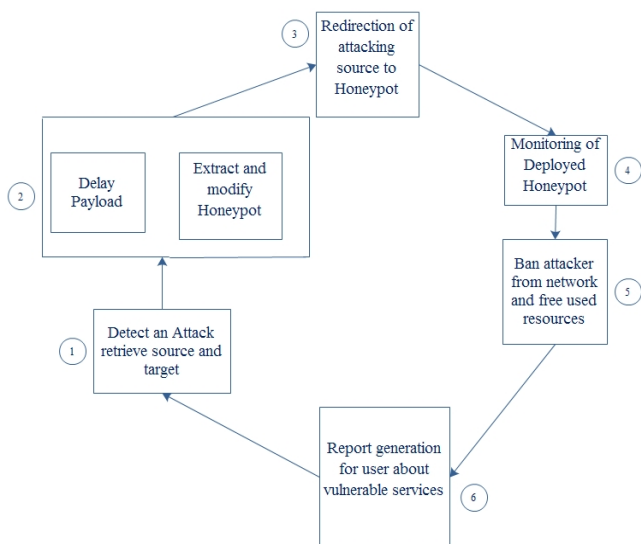 1
Detect an Attack
retrieve source and
target
2
Delay
Payload
Extract and
modify
Honeypot
3
Redirection of
attacking
source to
Honeypot
Monitoring of
Deployed
Honeypot
4
Ban attacker
from network
and free used
resources
5
Report generation
for user about
vulnerable services
6